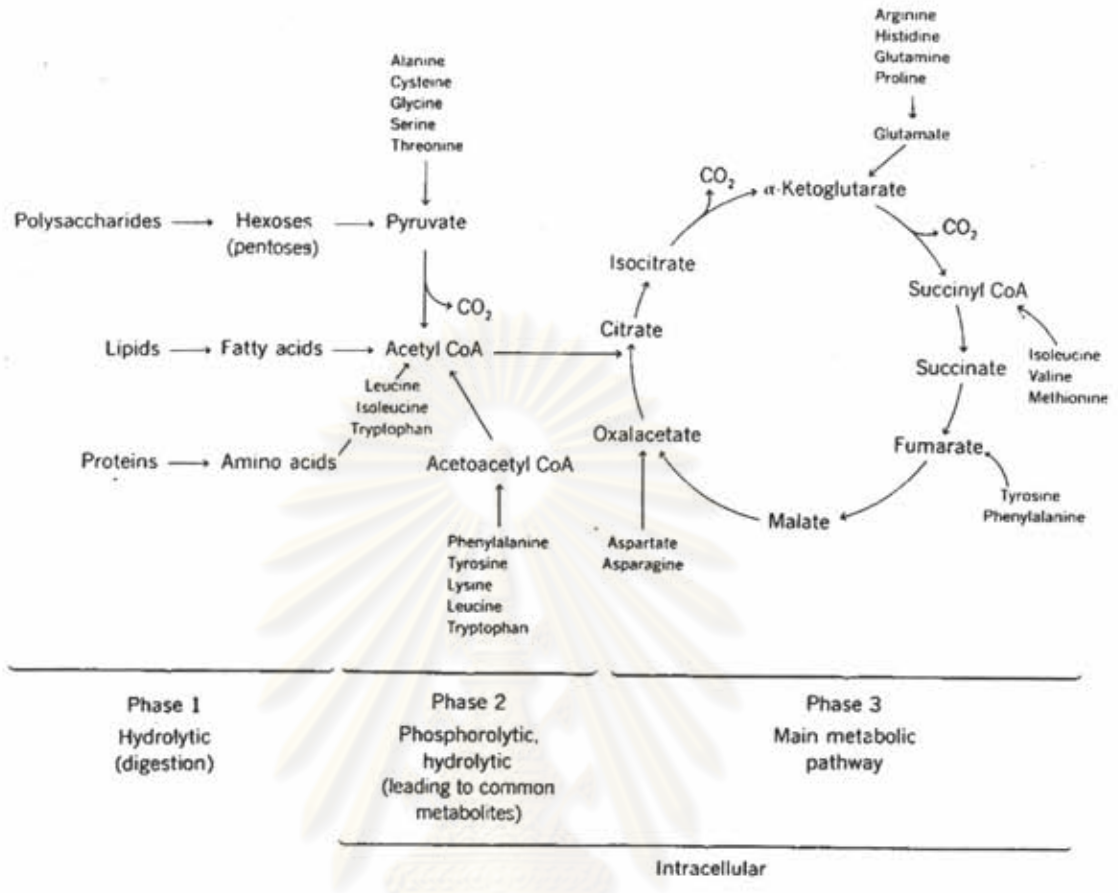 Arginine
Histidine
Glutamine
Proline
Glutamate
Alanine
Cysteine
Glycine
Serine
Threonine
CO2
α-Ketoglutarate
Polysaccharides
Hexoses
(pentoses)
Pyruvate
CO2
Isocitrate
Succinyl CoA
CO2
Citrate
Lipids
Fatty acids
Acetyl CoA
Succinate
Isoleucine
Valine
Methionine
Leucine
Isoleucine
Tryptophan
Oxalacetate
Fumarate
Proteins
Amino acids
Acetoacetyl CoA
Tyrosine
Phenylalanine
Malate
Phenylalanine
Tyrosine
Lysine
Leucine
Tryptophan
Aspartate
Asparagine
Phase 1
Hydrolytic
(digestion)
Phase 2
Phosphorolytic,
hydrolytic
(leading to common
metabolites)
Phase 3
Main metabolic
pathway
Intracellular